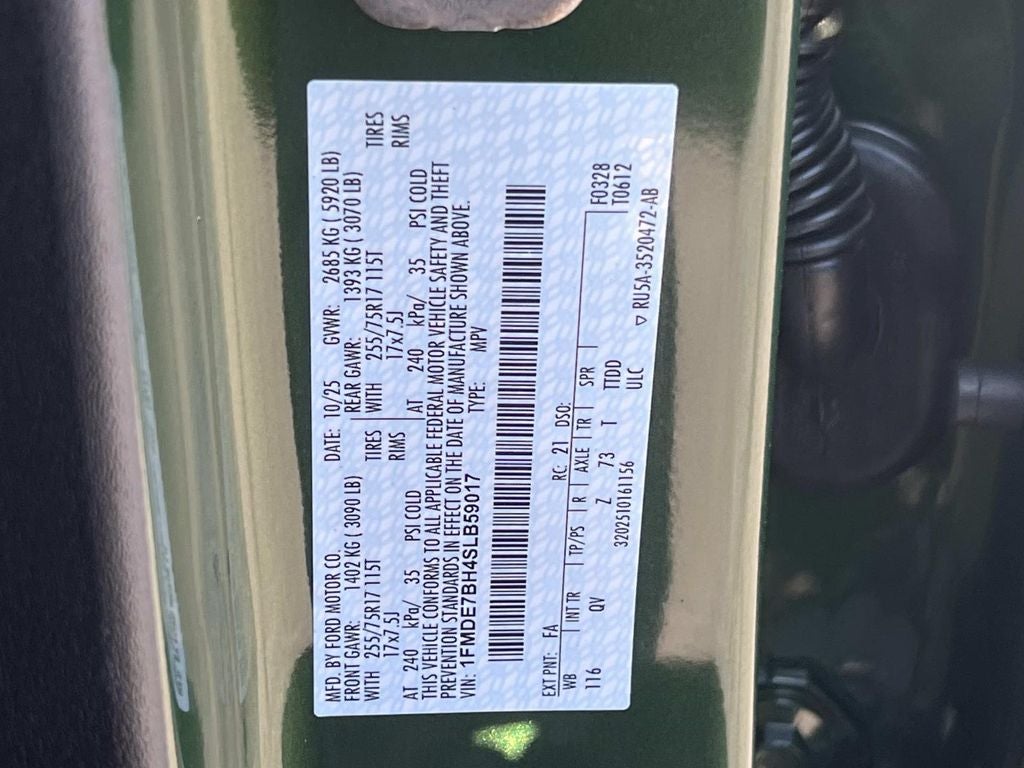 MFD. BY FORD MOTOR CO. DATE: 10/25 GVWR: 2685 KG ( 5920 LB)
FRONT GAWR: 1402 KG ( 3090 LB) REAR GAWR: 1393 KG ( 3070 LB)
WITH 255/75R17 115T TIRES WITH 255/75R17 115T TIRES
17x7.5J RIMS 17x7.5J RIMS
AT 240 kPa/ 35 PSI COLD AT 240 kPa/ 35 PSI COLD
THIS VEHICLE CONFORMS TO ALL APPLICABLE FEDERAL MOTOR VEHICLE SAFETY AND THEFT
PREVENTION STANDARDS IN EFFECT ON THE DATE OF MANUFACTURE SHOWN ABOVE.
VIN: 1FMDE7BH4SLB59017 TYPE: MPV
EXT PNT: FA RC: 21 DSO: F0328
WB INT TR TP/PS R AXLE TR SPR T0612
116 QV Z 73 T TTDD
3202510161156 ULC ▽ RU5A-3520472-AB